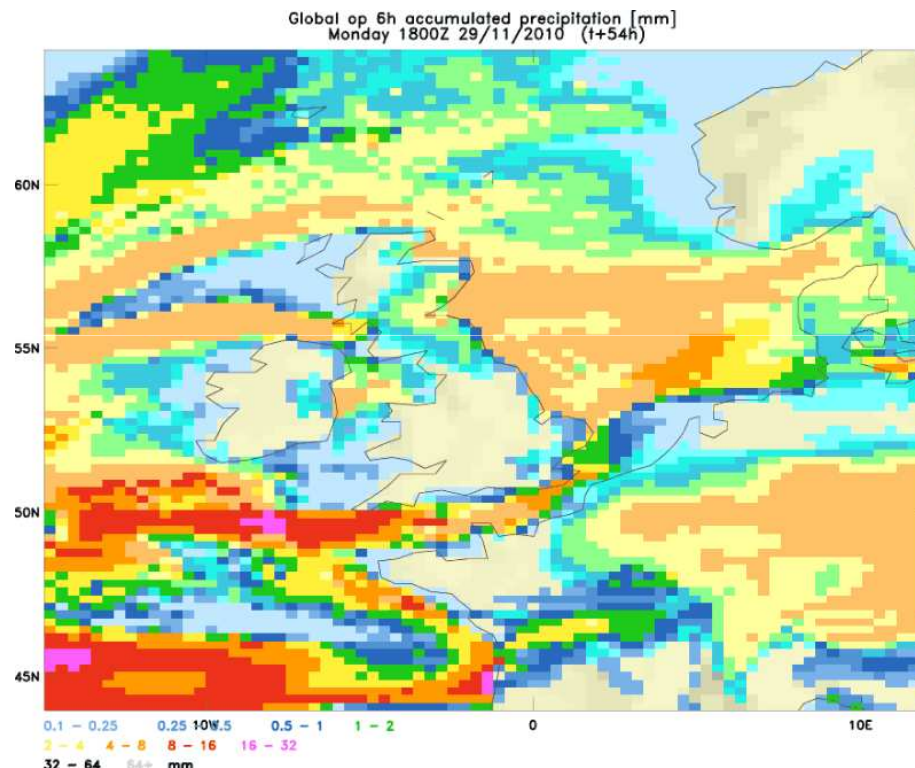 Global op 6h accumulated precipitation [mm]
Monday 1800Z 29/11/2010 (t+54h)
60N
55N
50N
45N
10W 0 10E
0.1 - 0.25 0.25 - 0.5 0.5 - 1 1 - 2
2 - 4 4 - 8 8 - 16 16 - 32
32 - 64 64+ mm